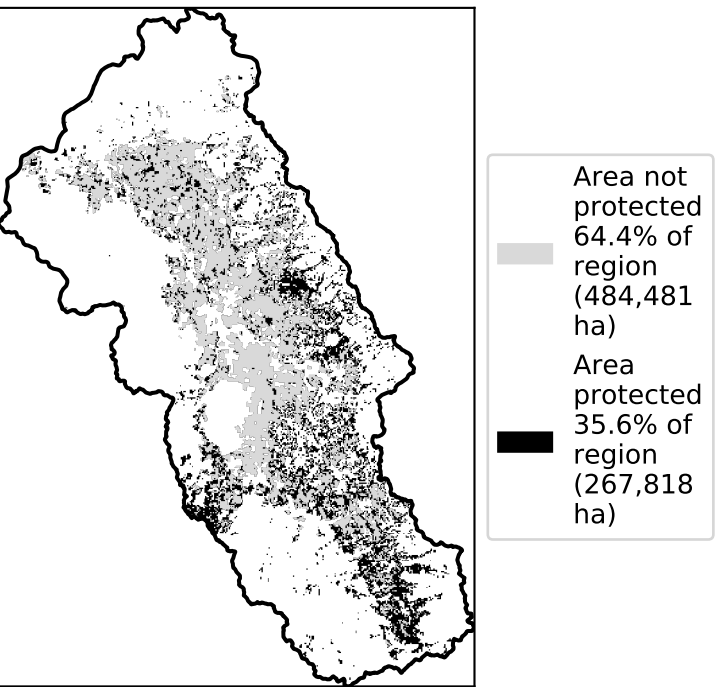 Area not
protected
64.4% of
region
(484,481
ha)
Area
protected
35.6% of
region
(267,818
ha)